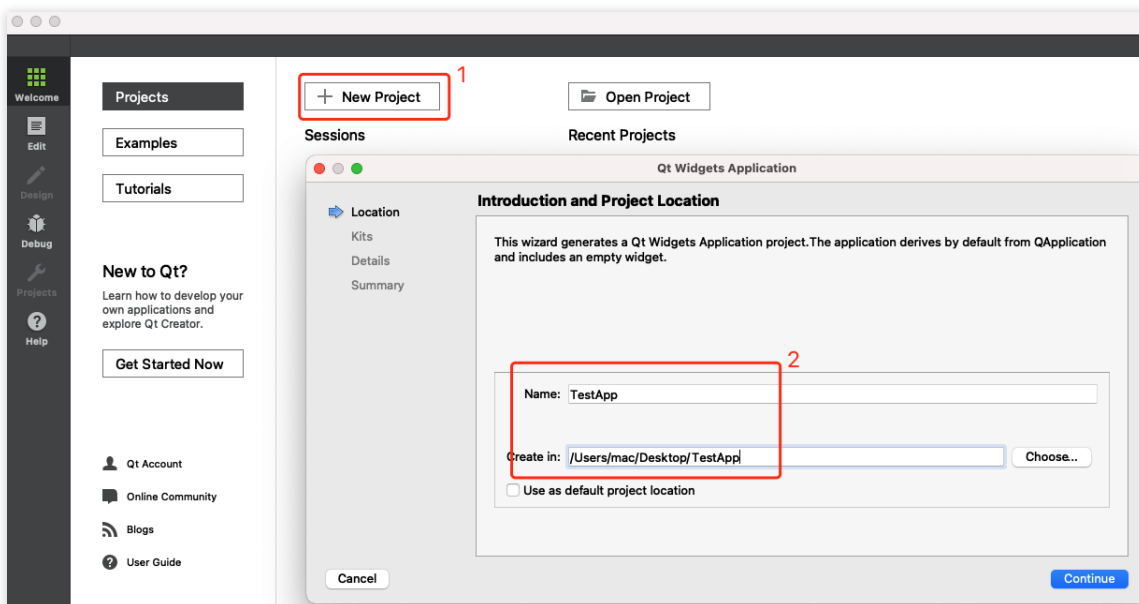 Welcome
Edit
Design
Debug
Projects
Help
Projects
Examples
Tutorials
New to Qt?
Learn how to develop your
own applications and
explore Qt Creator.
Get Started Now
Qt Account
Online Community
Blogs
User Guide
New Project
1
Open Project
Sessions
Recent Projects
Qt Widgets Application
Location
Kits
Details
Summary
Introduction and Project Location
This wizard generates a Qt Widgets Application project.The application derives by default from QApplication
and includes an empty widget.
2
Name: TestApp
Create in: /Users/mac/Desktop/TestApp
Choose...
Use as default project location
Cancel
Continue